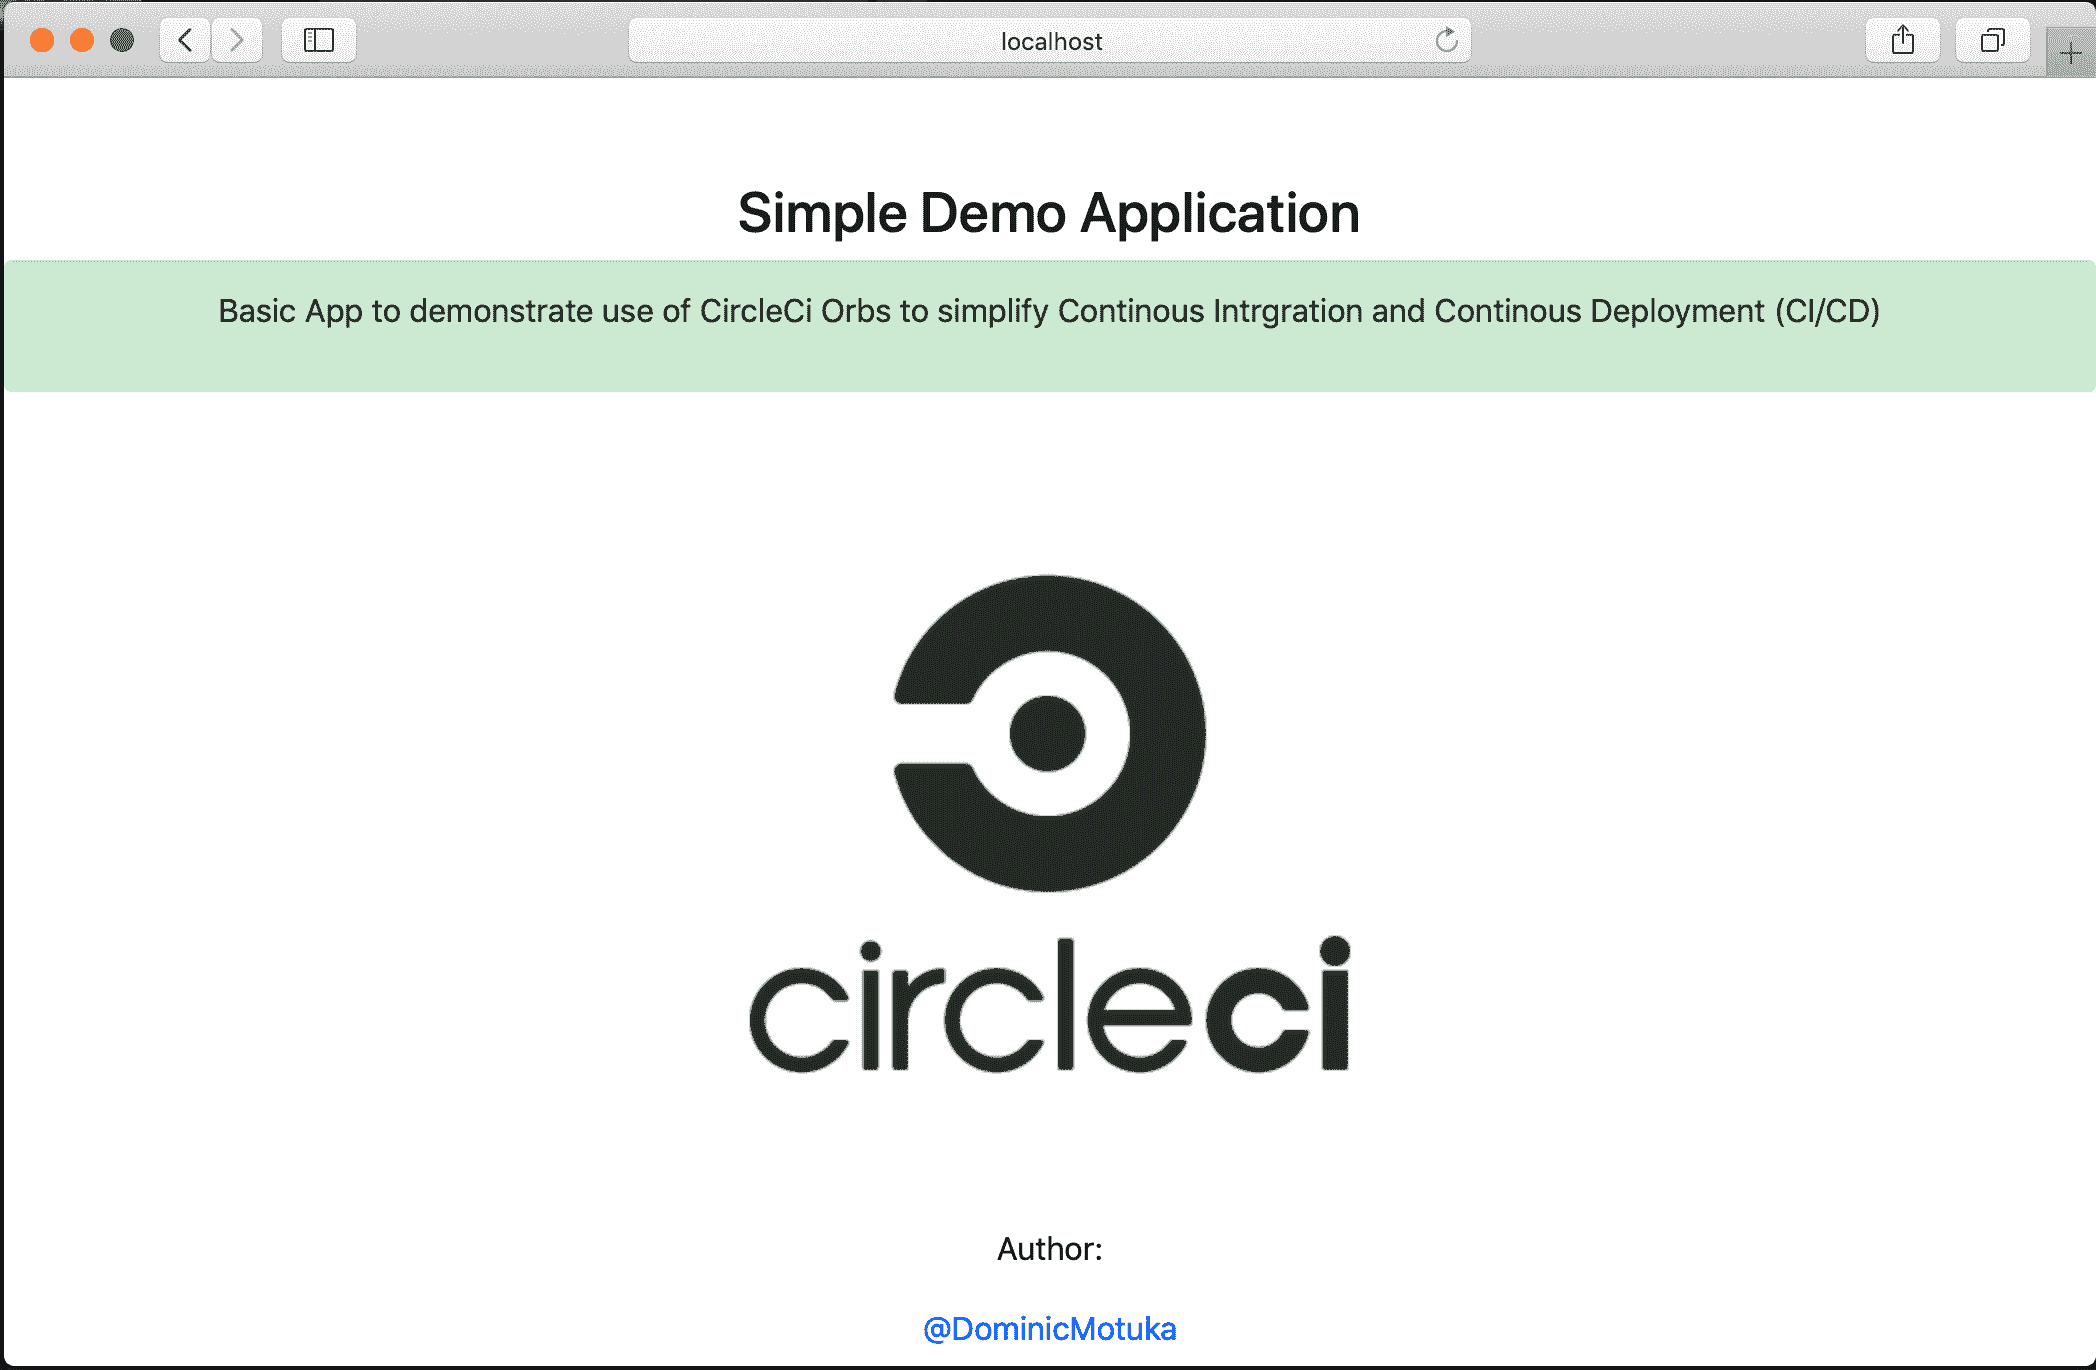 localhost
Simple Demo Application
Basic App to demonstrate use of CircleCi Orbs to simplify Continous Intrgration and Continous Deployment (CI/CD)
circleci
Author:
@DominicMotuka